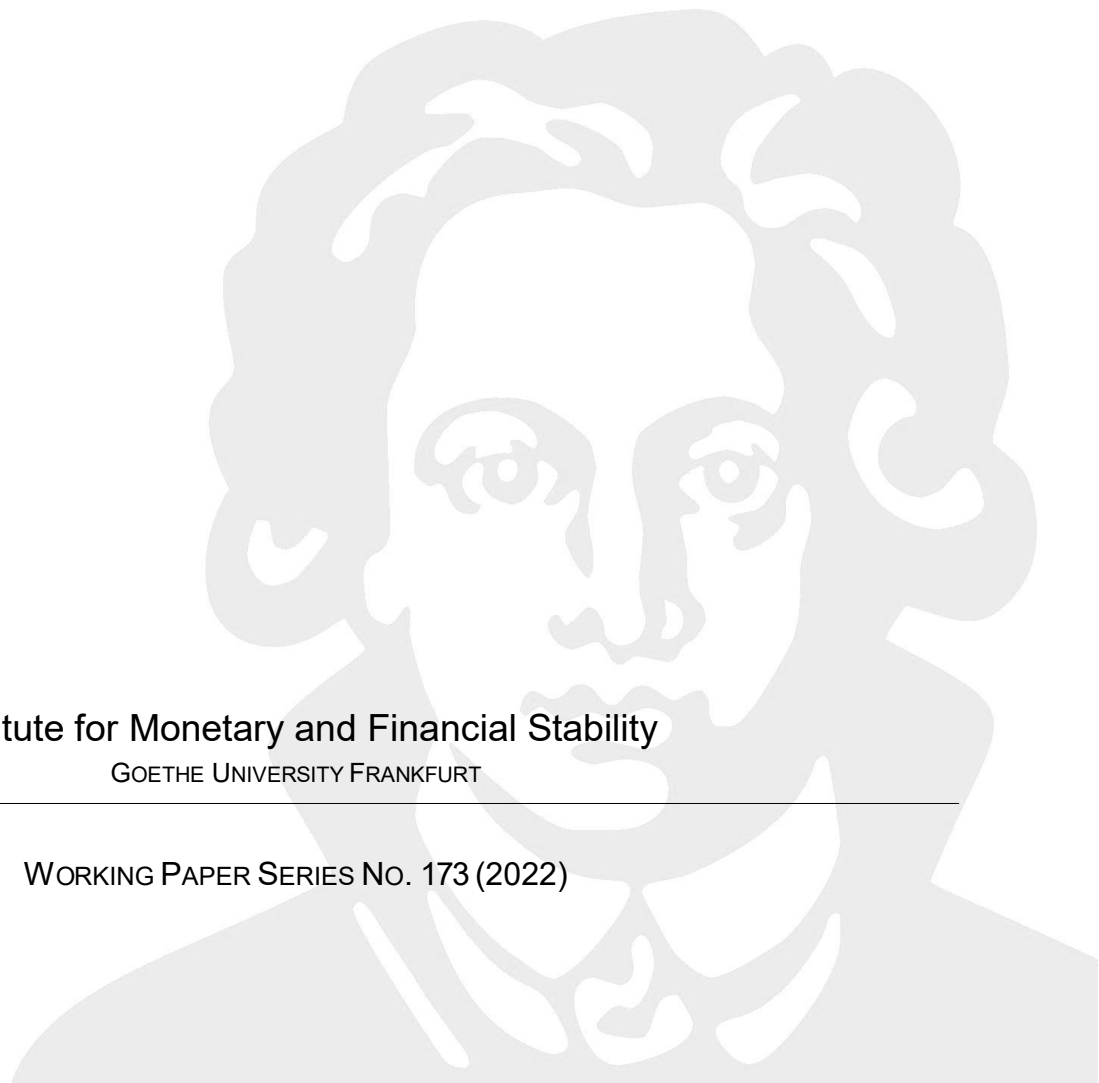 tute for Monetary and Financial Stability
GOETHE UNIVERSITY FRANKFURT
WORKING PAPER SERIES NO. 173 (2022)